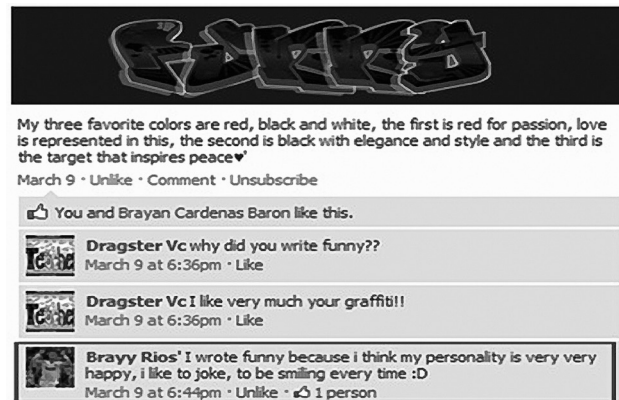 My three favorite colors are red, black and white, the first is red for passion, love
is represented in this, the second is black with elegance and style and the third is
the target that inspires peace♥'
March 9 · Unlike · Comment · Unsubscribe
You and Brayan Cardenas Baron like this.
Dragster Vc why did you write funny??
March 9 at 6:36pm · Like
Dragster Vc I like very much your graffiti!!
March 9 at 6:36pm · Like
Brayy Rios' I wrote funny because i think my personality is very very
happy, i like to joke, to be smiling every time :D
March 9 at 6:44pm · Unlike · 1 person